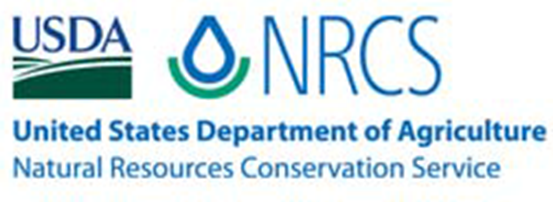 USDA NRCS
United States Department of Agriculture
Natural Resources Conservation Service